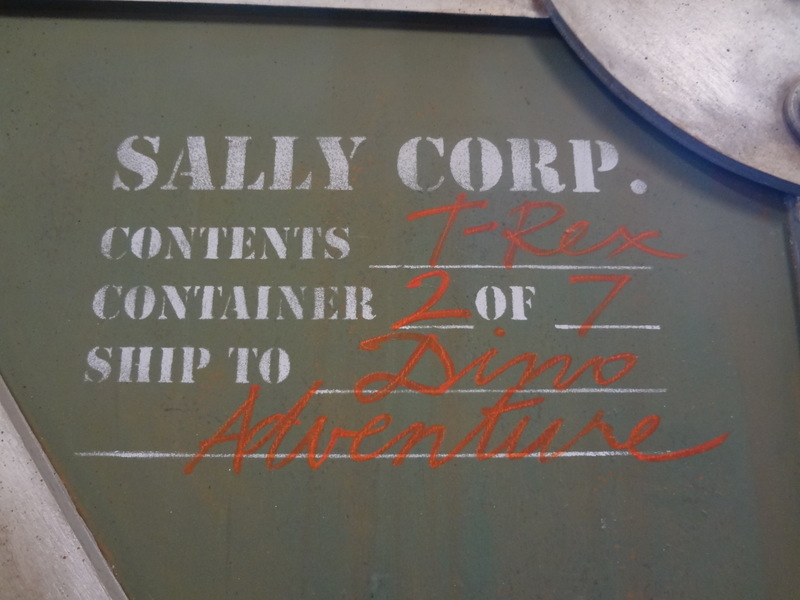 SALLY CORP.
CONTENTS T-Rex
CONTAINER 2 OF 7
SHIP TO Dino
Adventure